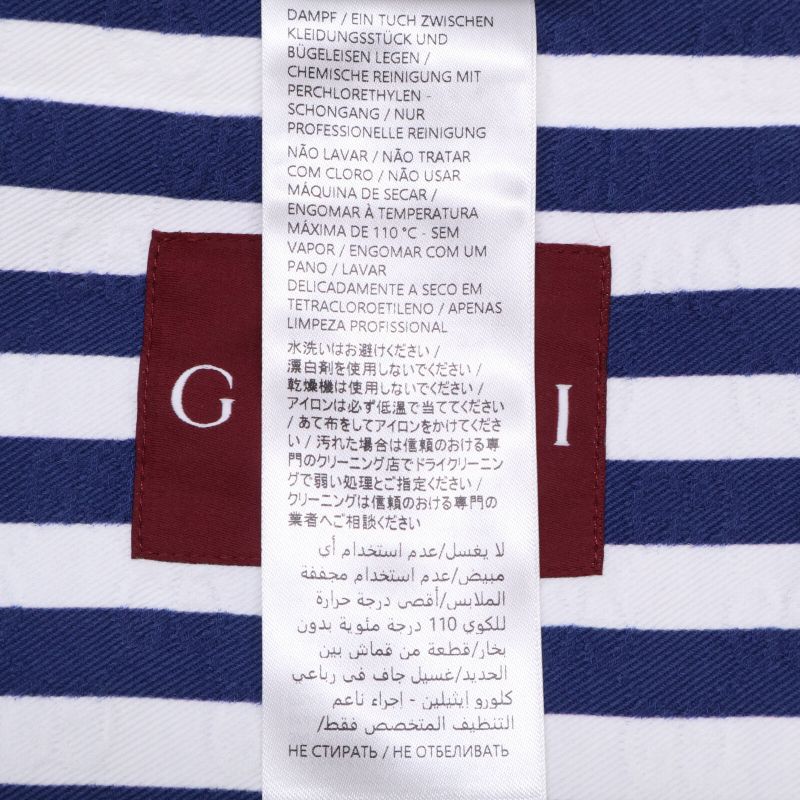 DAMPF / EIN TUCH ZWISCHEN
KLEIDUNGSSTÜCK UND
BÜGELEISEN LEGEN /
CHEMISCHE REINIGUNG MIT
PERCHLORETHYLEN -
SCHONGANG / NUR
PROFESSIONELLE REINIGUNG
NÃO LAVAR / NÃO TRATAR
COM CLORO / NÃO USAR
MÁQUINA DE SECAR /
ENGOMAR À TEMPERATURA
MÁXIMA DE 110 °C - SEM
VAPOR / ENGOMAR COM UM
PANO / LAVAR
DELICADAMENTE A SECO EM
TETRACLOROETILENO / APENAS
LIMPEZA PROFISSIONAL
水洗いはお避けください /
漂白剤を使用しないでください /
乾燥機は使用しないでください /
アイロンは必ず低温で当ててください
/ あて布をしてアイロンをかけてくださ
い / 汚れた場合は信頼のおける専
門のクリーニング店でドライクリーニン
グで弱い処理とご指定ください /
クリーニングは信頼のおける専門の
業者へご相談ください
لا يغسل/عدم استخدام أي
مبيض/عدم استخدام مجففة
الملابس/أقصى درجة حرارة
للكوي 110 درجة مئوية بدون
بخار/قطعة من قماش بين
الحديد/غسيل جاف فى رباعي
كلورو إيثيلين - إجراء ناعم
التنظيف المتخصص فقط/
НЕ СТИРАТЬ / НЕ ОТБЕЛИВАТЬ
G I